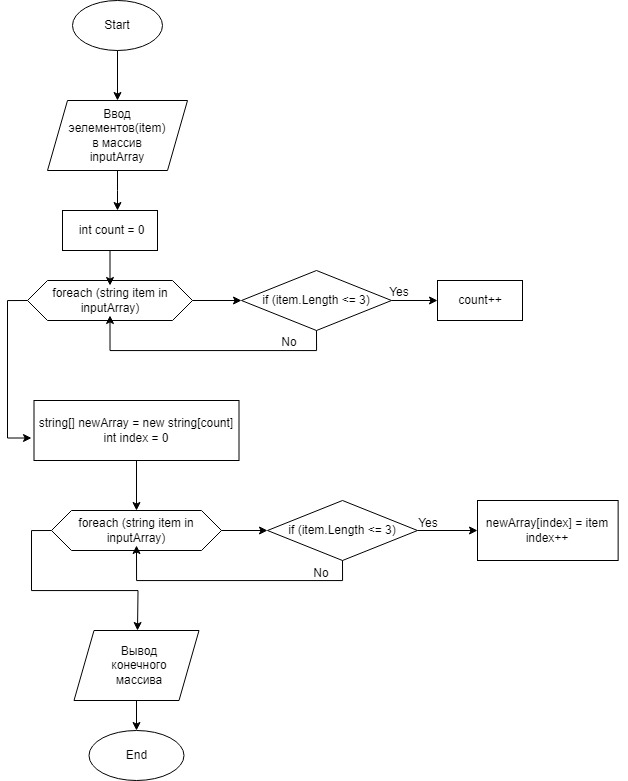 Start
Ввод
эелементов(item)
в массив
inputArray
int count = 0
foreach (string item in
inputArray)
if (item.Length <= 3)
Yes
count++
No
string[] newArray = new string[count]
int index = 0
foreach (string item in
inputArray)
if (item.Length <= 3)
Yes
newArray[index] = item
index++
No
Вывод
конечного
массива
End